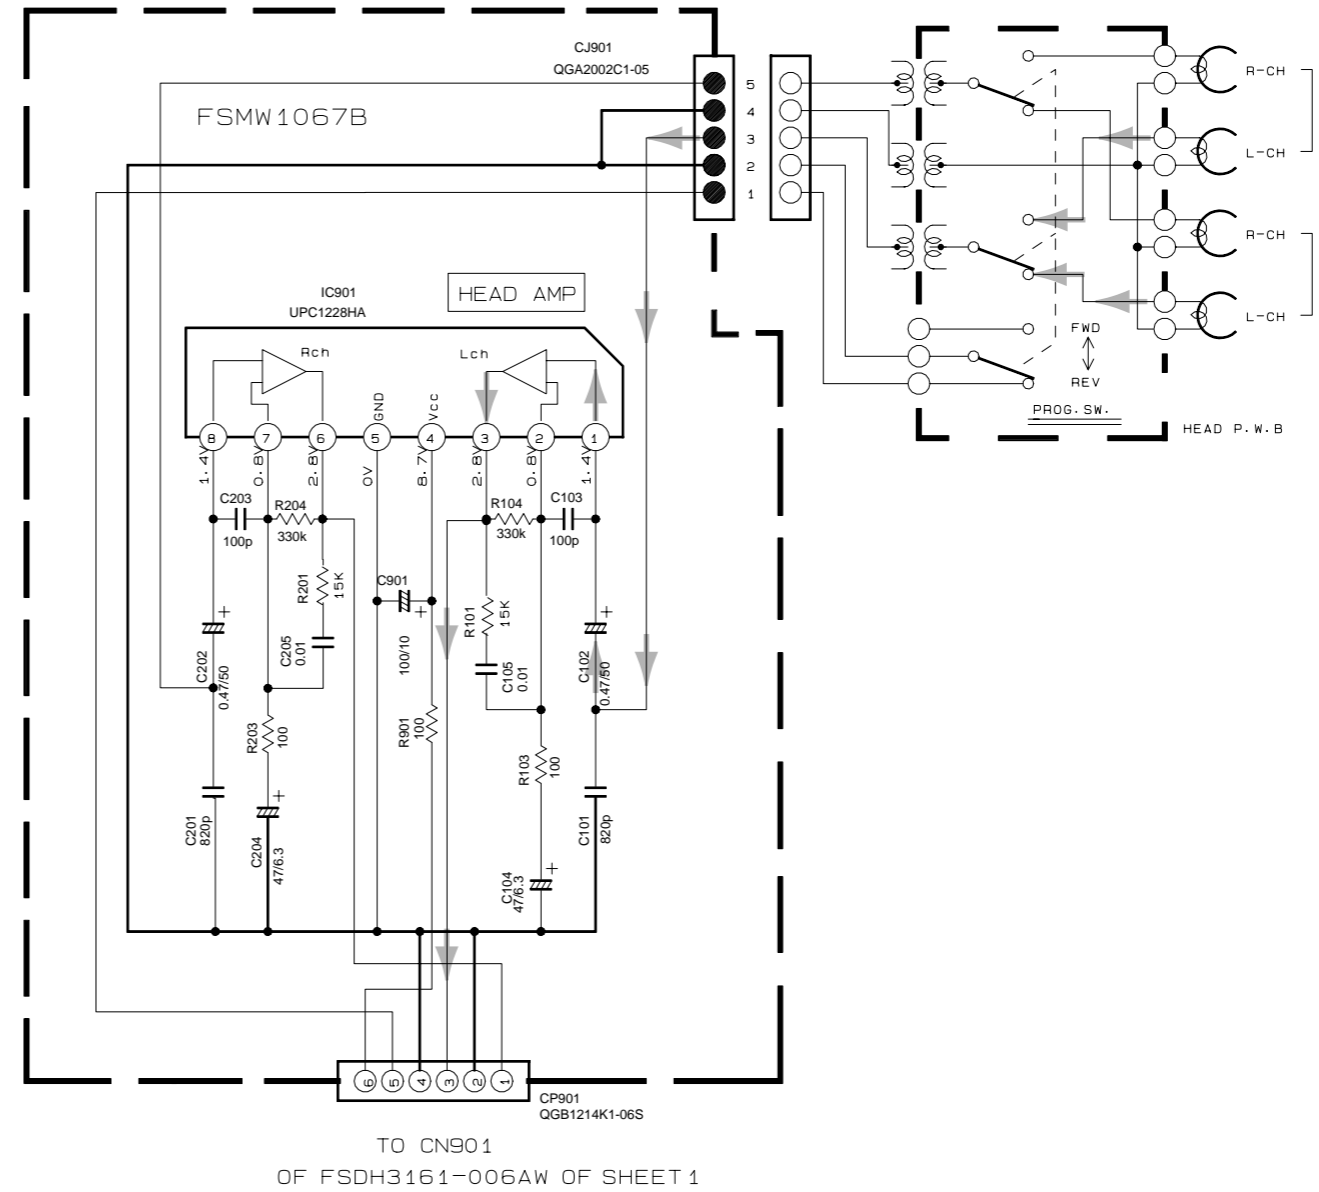 CJ901
QGA2002C1-05
FSMW1067B
5
4
3
2
1
R-CH
L-CH
R-CH
L-CH
FWD
REV
PROG. SW.
HEAD P. W. B
IC901
UPC1228HA
HEAD AMP
Rch
Lch
GND
Vcc
8
7
6
5
4
3
2
1
1. 4V
0. 8V
2. 8V
0V
8. 7V
2. 8V
0. 8V
1. 4V
C203
100p
R204
330k
R104
330k
C103
100p
R201
15K
C205
0.01
C901
100/10
R101
15K
C105
0.01
C102
0.47/50
C202
0.47/50
R203
100
R901
100
R103
100
C201
820p
C204
47/6.3
C104
47/6.3
C101
820p
+
+
+
+
+
6
5
4
3
2
1
CP901
QGB1214K1-06S
TO CN901
OF FSDH3161-006AW OF SHEET 1